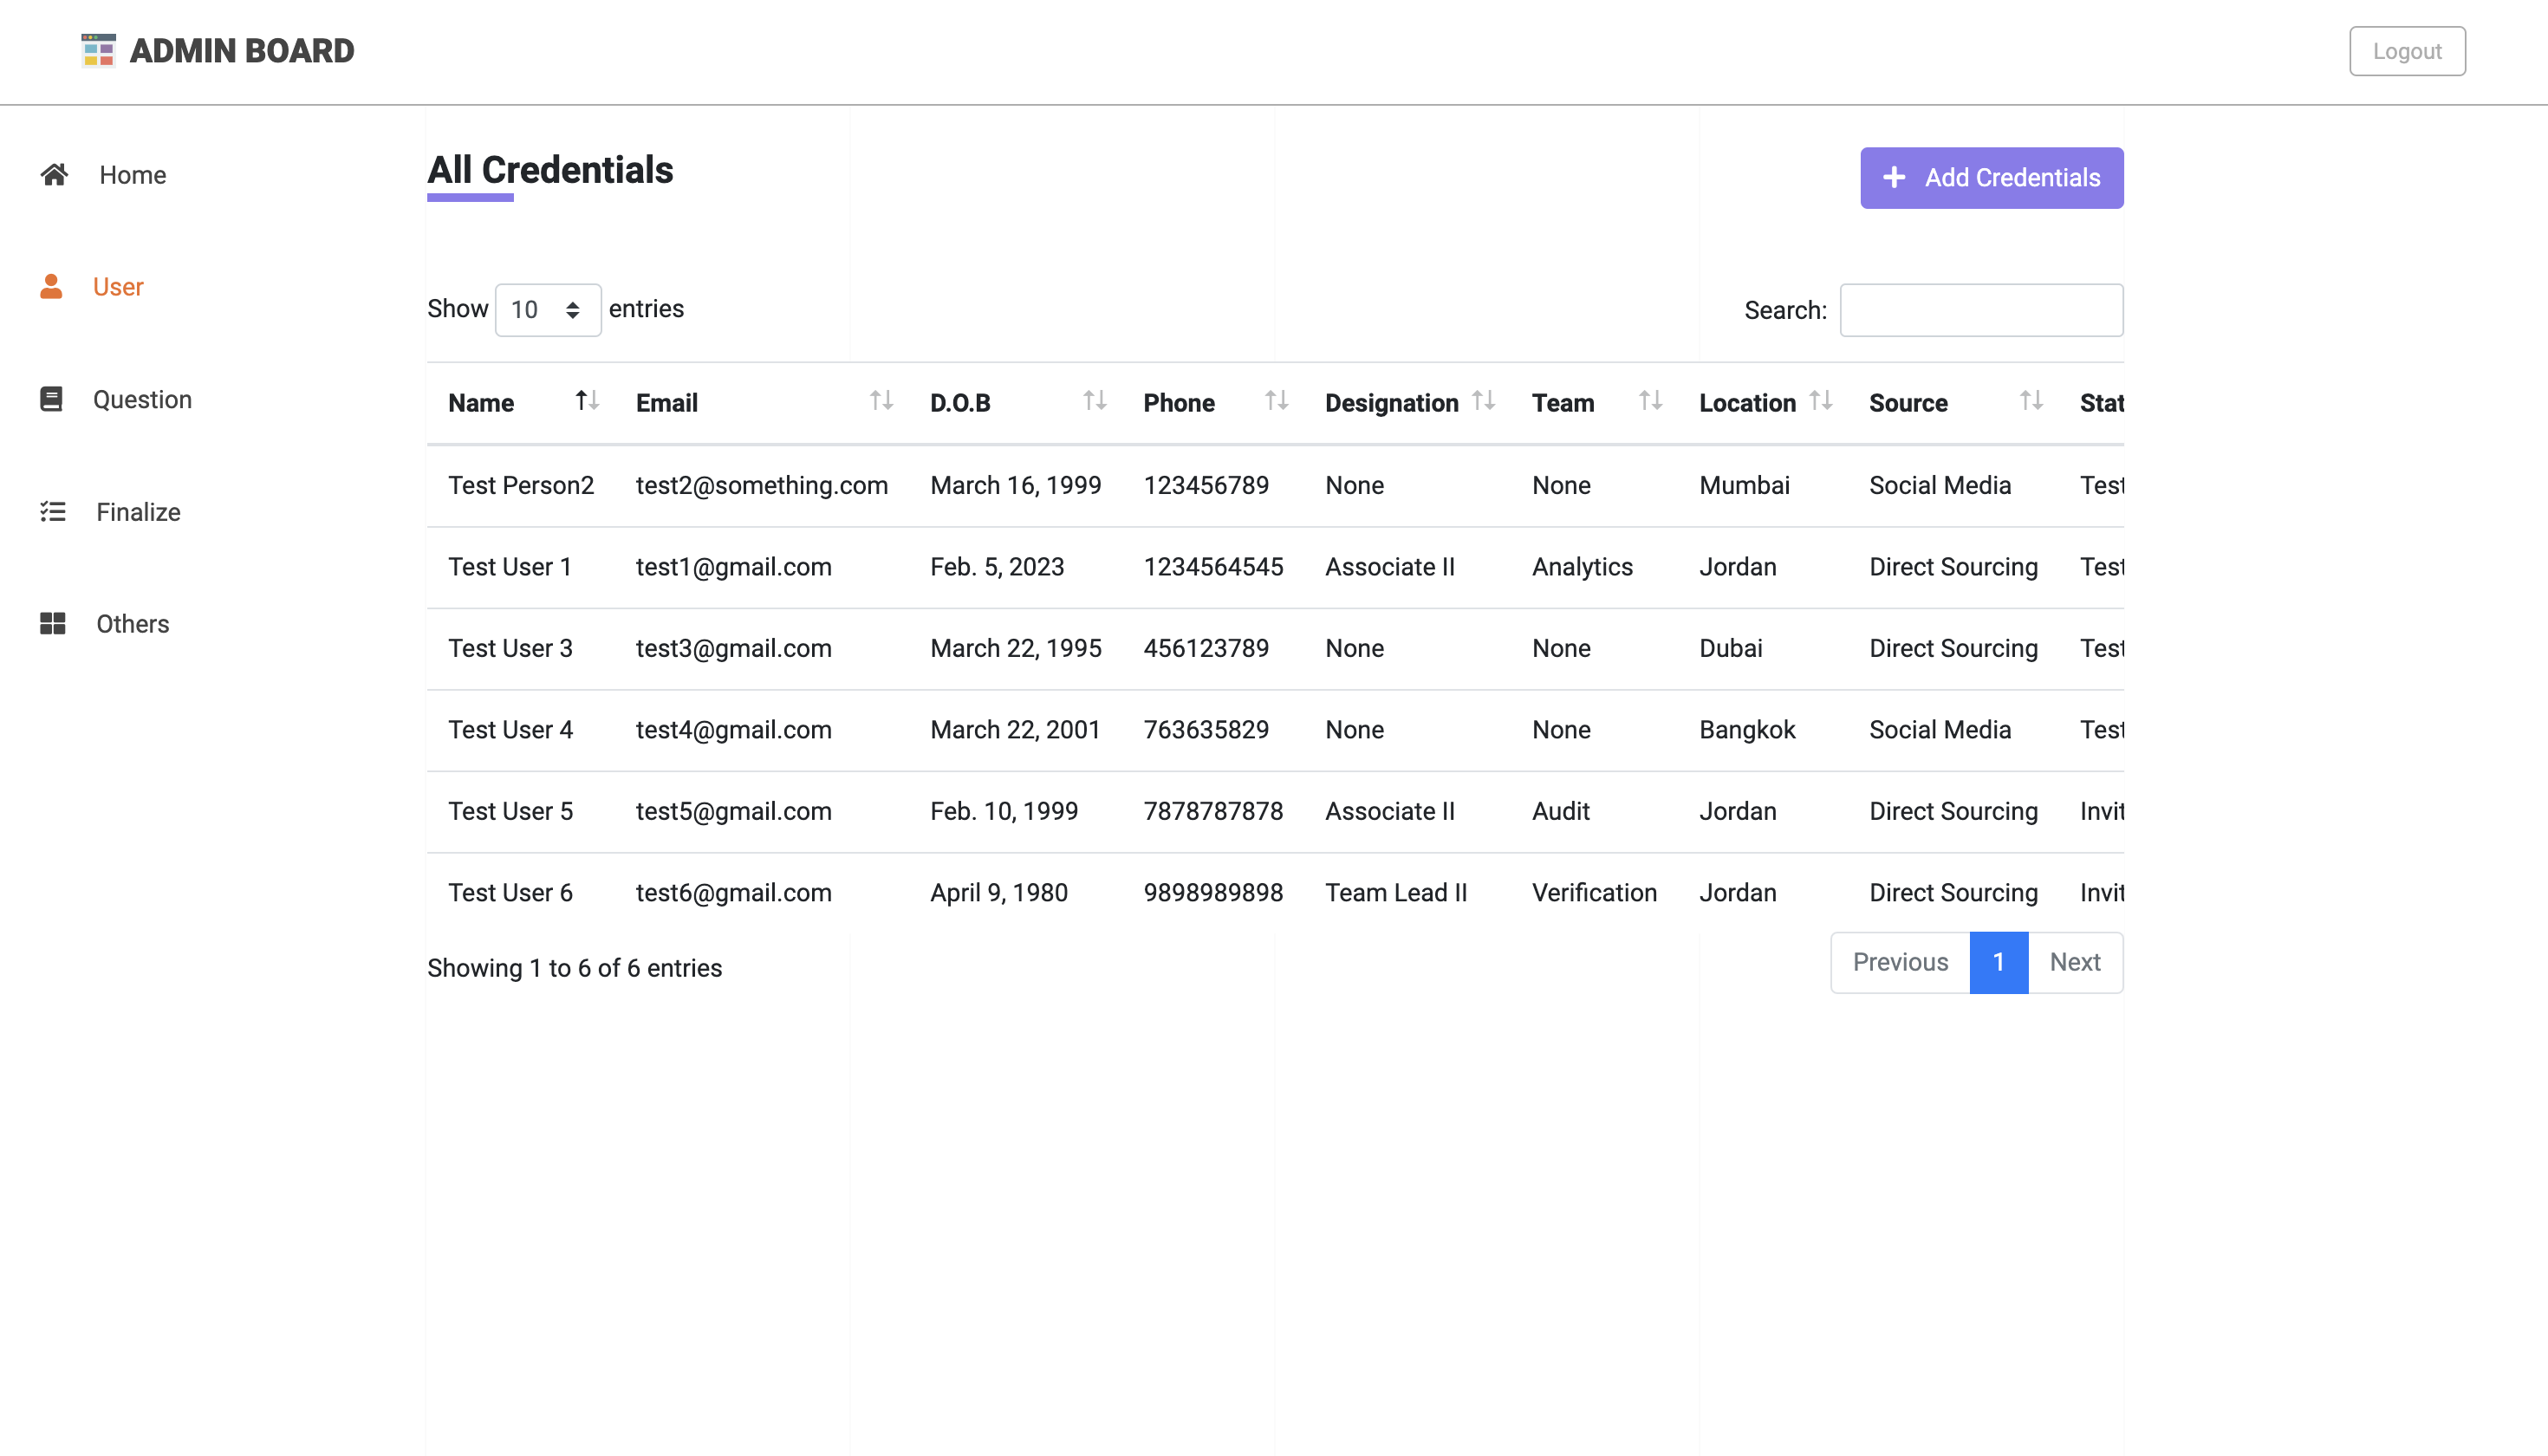 ADMIN BOARD
Logout
Home
User
Question
Finalize
Others
All Credentials
Add Credentials
Show 10 entries
Search:
Name Email D.O.B Phone Designation Team Location Source Stat
Test Person2 test2@something.com March 16, 1999 123456789 None None Mumbai Social Media Test
Test User 1 test1@gmail.com Feb. 5, 2023 1234564545 Associate II Analytics Jordan Direct Sourcing Test
Test User 3 test3@gmail.com March 22, 1995 456123789 None None Dubai Direct Sourcing Test
Test User 4 test4@gmail.com March 22, 2001 763635829 None None Bangkok Social Media Test
Test User 5 test5@gmail.com Feb. 10, 1999 7878787878 Associate II Audit Jordan Direct Sourcing Invit
Test User 6 test6@gmail.com April 9, 1980 9898989898 Team Lead II Verification Jordan Direct Sourcing Invit
Showing 1 to 6 of 6 entries
Previous 1 Next